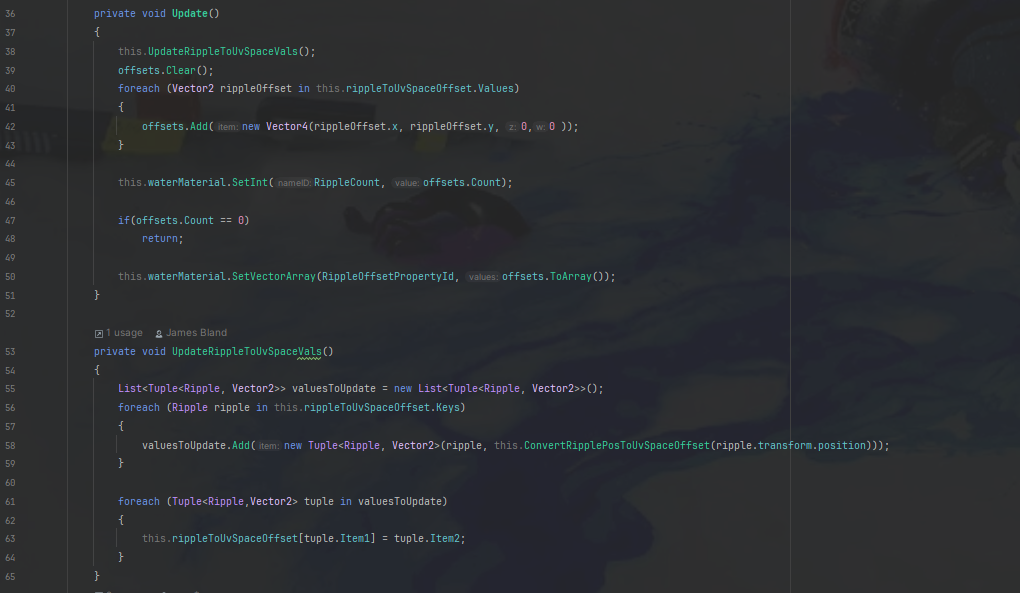 36 private void Update()
37 {
38 this.UpdateRippleToUvSpaceVals();
39 offsets.Clear();
40 foreach (Vector2 rippleOffset in this.rippleToUvSpaceOffset.Values)
41 {
42 offsets.Add( item: new Vector4(rippleOffset.x, rippleOffset.y, z: 0, w: 0 ));
43 }
44
45 this.waterMaterial.SetInt( nameID: RippleCount, value: offsets.Count);
46
47 if(offsets.Count == 0)
48 return;
49
50 this.waterMaterial.SetVectorArray(RippleOffsetPropertyId, values: offsets.ToArray());
51 }
52
1 usage James Bland
53 private void UpdateRippleToUvSpaceVals()
54 {
55 List<Tuple<Ripple, Vector2>> valuesToUpdate = new List<Tuple<Ripple, Vector2>>();
56 foreach (Ripple ripple in this.rippleToUvSpaceOffset.Keys)
57 {
58 valuesToUpdate.Add( item: new Tuple<Ripple, Vector2>(ripple, this.ConvertRipplePosToUvSpaceOffset(ripple.transform.position)));
59 }
60
61 foreach (Tuple<Ripple,Vector2> tuple in valuesToUpdate)
62 {
63 this.rippleToUvSpaceOffset[tuple.Item1] = tuple.Item2;
64 }
65 }